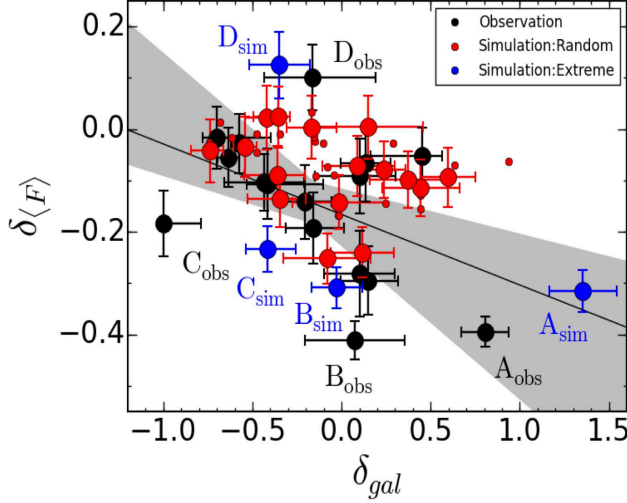 Observation
Simulation:Random
Simulation:Extreme
0.2
0.0
−0.2
−0.4
δ⟨F⟩
D_sim
D_obs
C_obs
C_sim
B_sim
B_obs
A_sim
A_obs
−1.0 −0.5 0.0 0.5 1.0 1.5
δ_gal